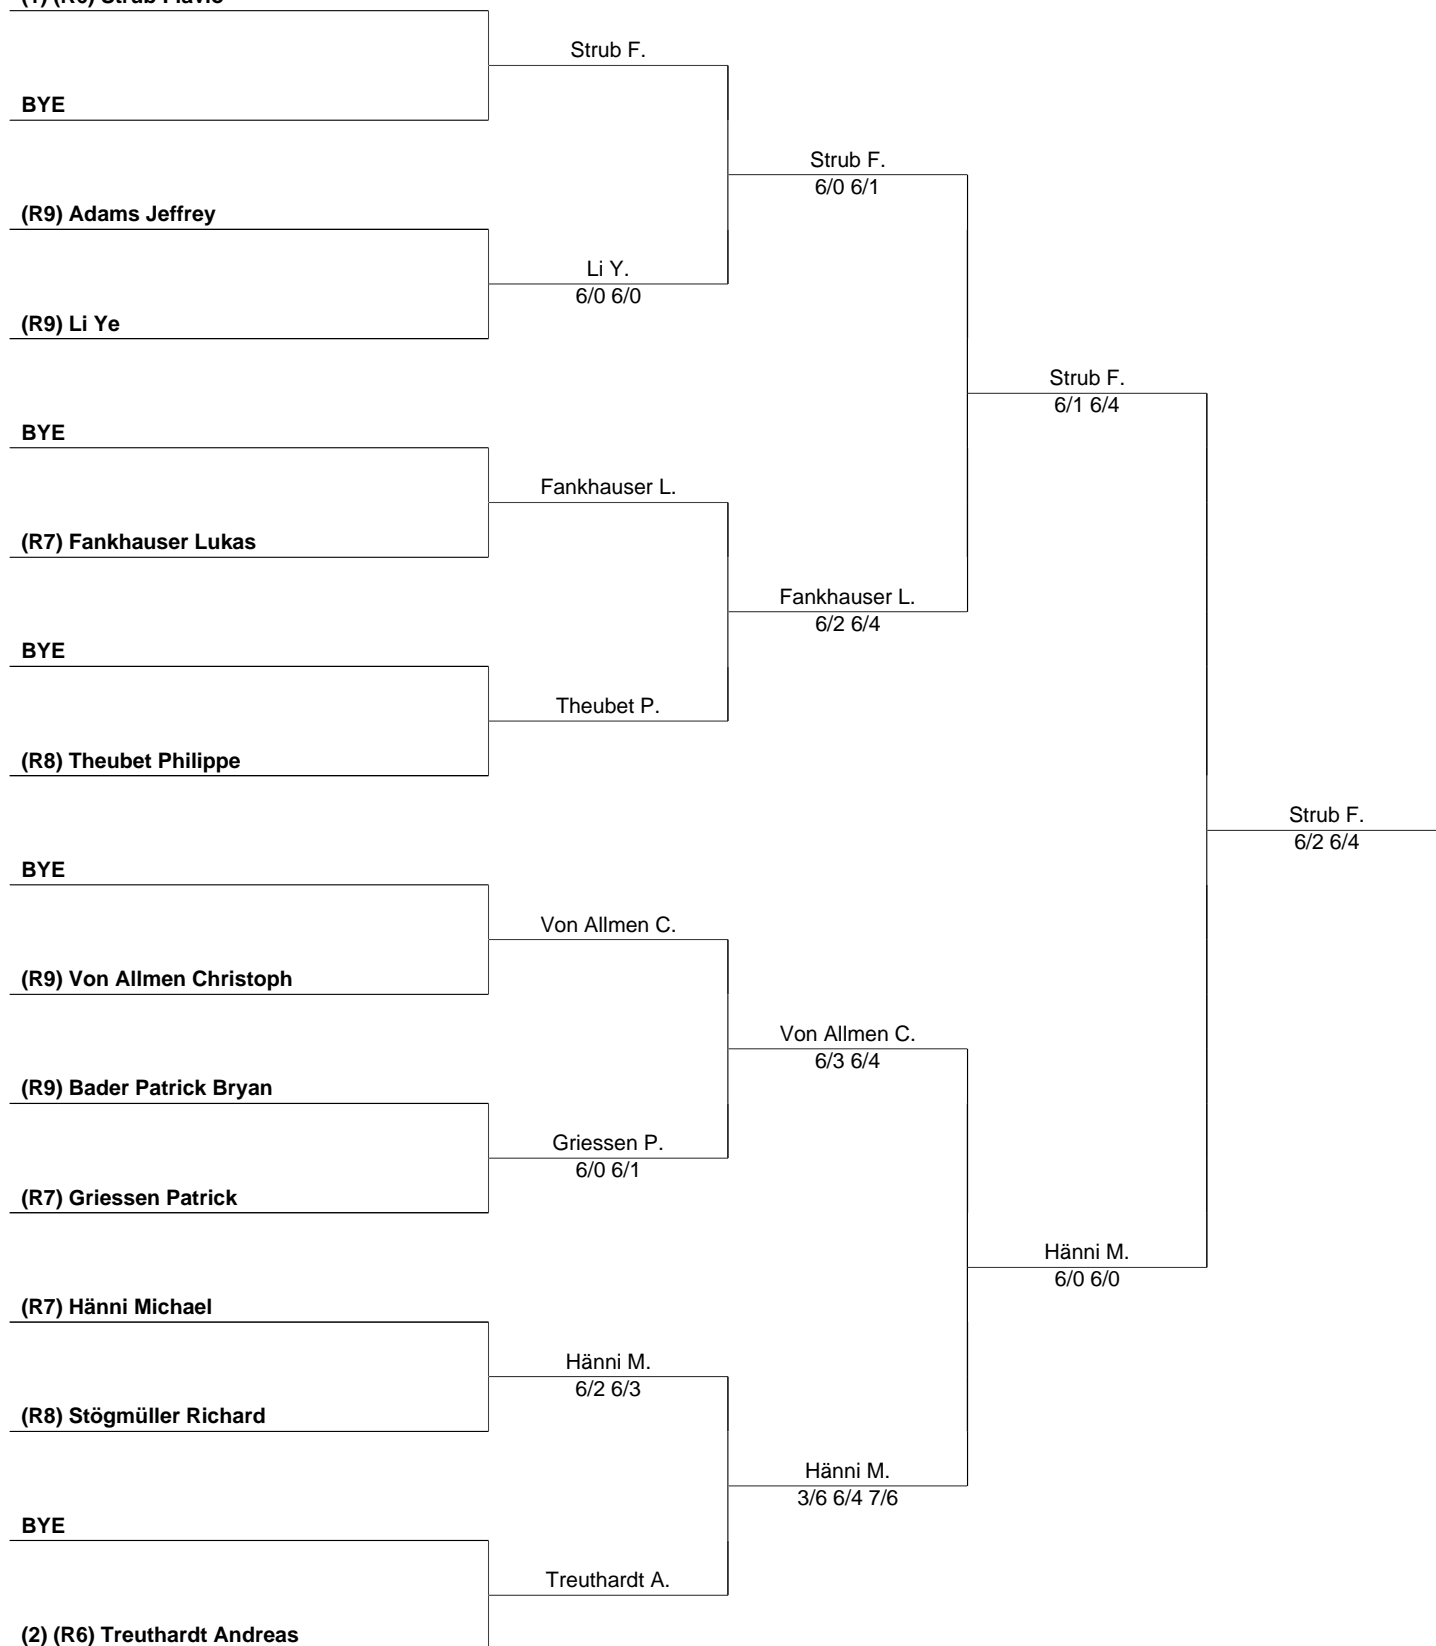 (1) (R6) Strub Flavio
Strub F.
BYE
Strub F.
6/0 6/1
(R9) Adams Jeffrey
Li Y.
6/0 6/0
(R9) Li Ye
Strub F.
6/1 6/4
BYE
Fankhauser L.
(R7) Fankhauser Lukas
Fankhauser L.
6/2 6/4
BYE
Theubet P.
(R8) Theubet Philippe
Strub F.
6/2 6/4
BYE
Von Allmen C.
(R9) Von Allmen Christoph
Von Allmen C.
6/3 6/4
(R9) Bader Patrick Bryan
Griessen P.
6/0 6/1
(R7) Griessen Patrick
Hänni M.
6/0 6/0
(R7) Hänni Michael
Hänni M.
6/2 6/3
(R8) Stögmüller Richard
Hänni M.
3/6 6/4 7/6
BYE
Treuthardt A.
(2) (R6) Treuthardt Andreas